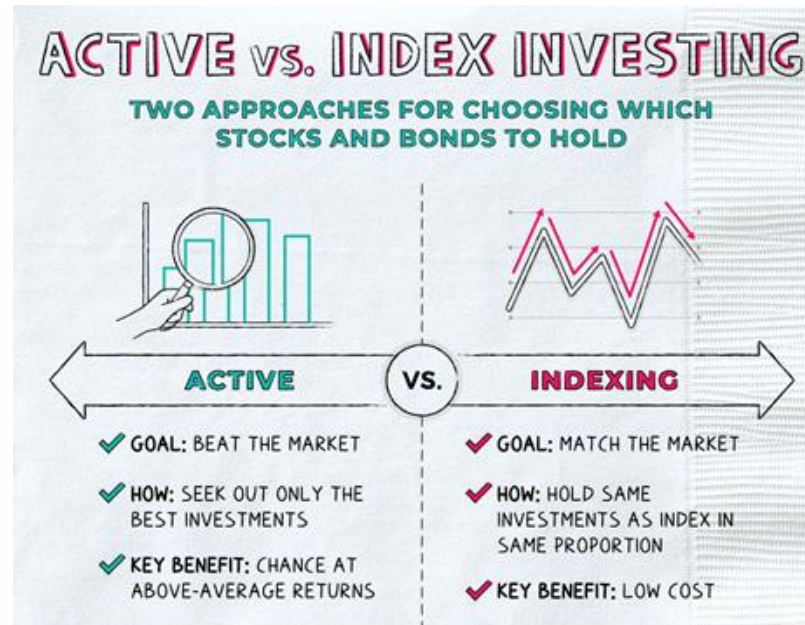 ACTIVE vs. INDEX INVESTING
TWO APPROACHES FOR CHOOSING WHICH
STOCKS AND BONDS TO HOLD
ACTIVE
VS.
INDEXING
GOAL: BEAT THE MARKET
HOW: SEEK OUT ONLY THE
BEST INVESTMENTS
KEY BENEFIT: CHANCE AT
ABOVE-AVERAGE RETURNS
GOAL: MATCH THE MARKET
HOW: HOLD SAME
INVESTMENTS AS INDEX IN
SAME PROPORTION
KEY BENEFIT: LOW COST